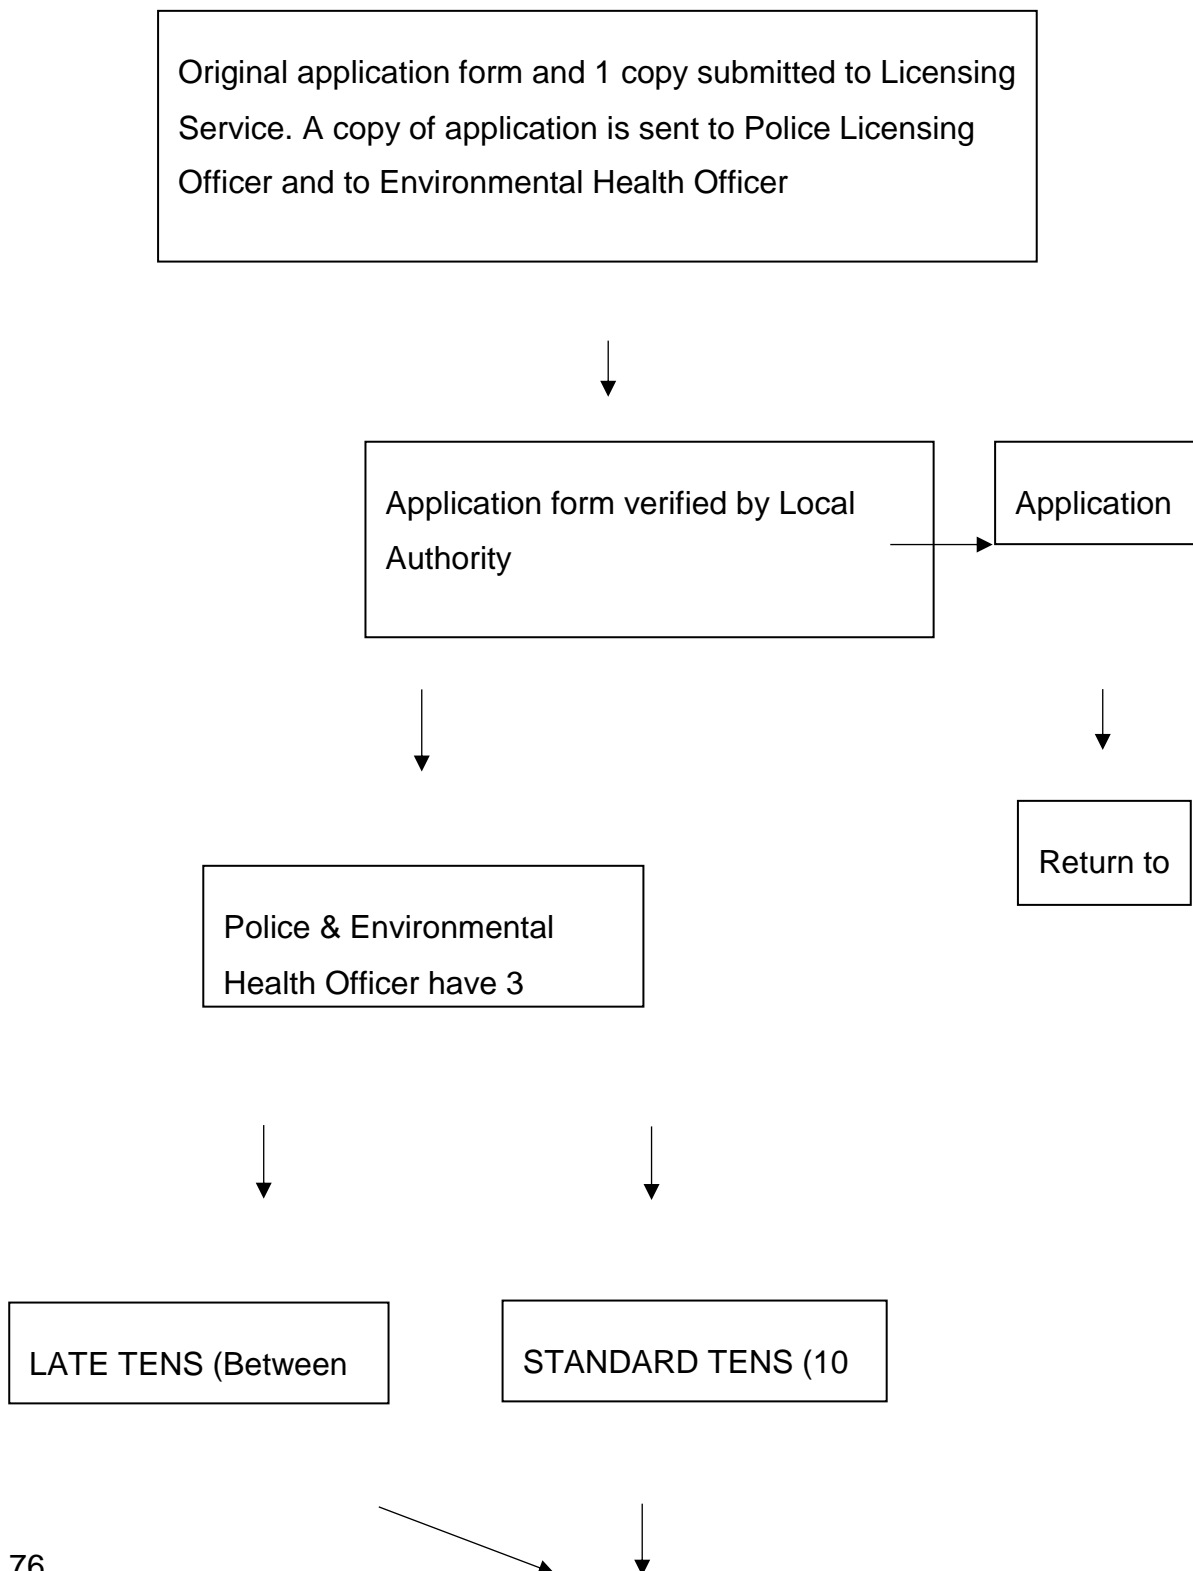 Original application form and 1 copy submitted to Licensing
Service. A copy of application is sent to Police Licensing
Officer and to Environmental Health Officer
Application form verified by Local
Authority
Application
Return to
Police & Environmental
Health Officer have 3
LATE TENS (Between
STANDARD TENS (10
76